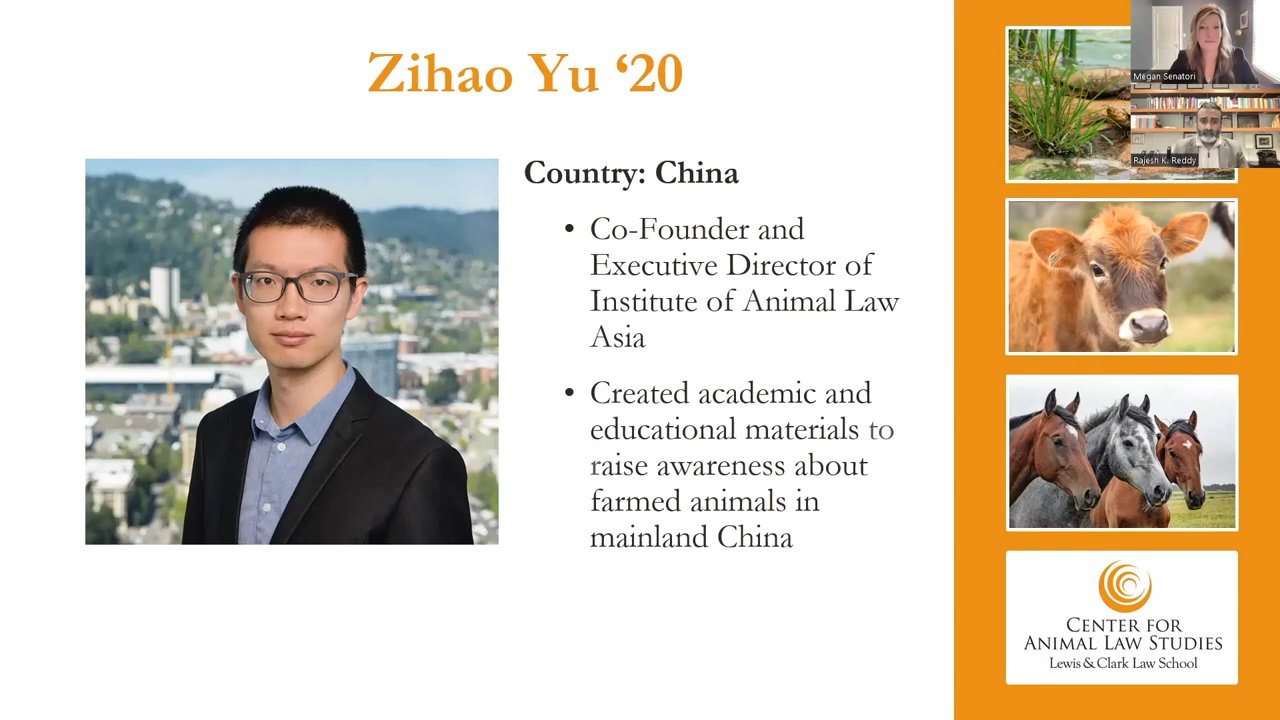 Zihao Yu ‘20
Country: China
• Co-Founder and
Executive Director of
Institute of Animal Law
Asia
• Created academic and
educational materials to
raise awareness about
farmed animals in
mainland China
Megan Senatori
Rajesh K. Reddy
CENTER FOR
ANIMAL LAW STUDIES
Lewis & Clark Law School